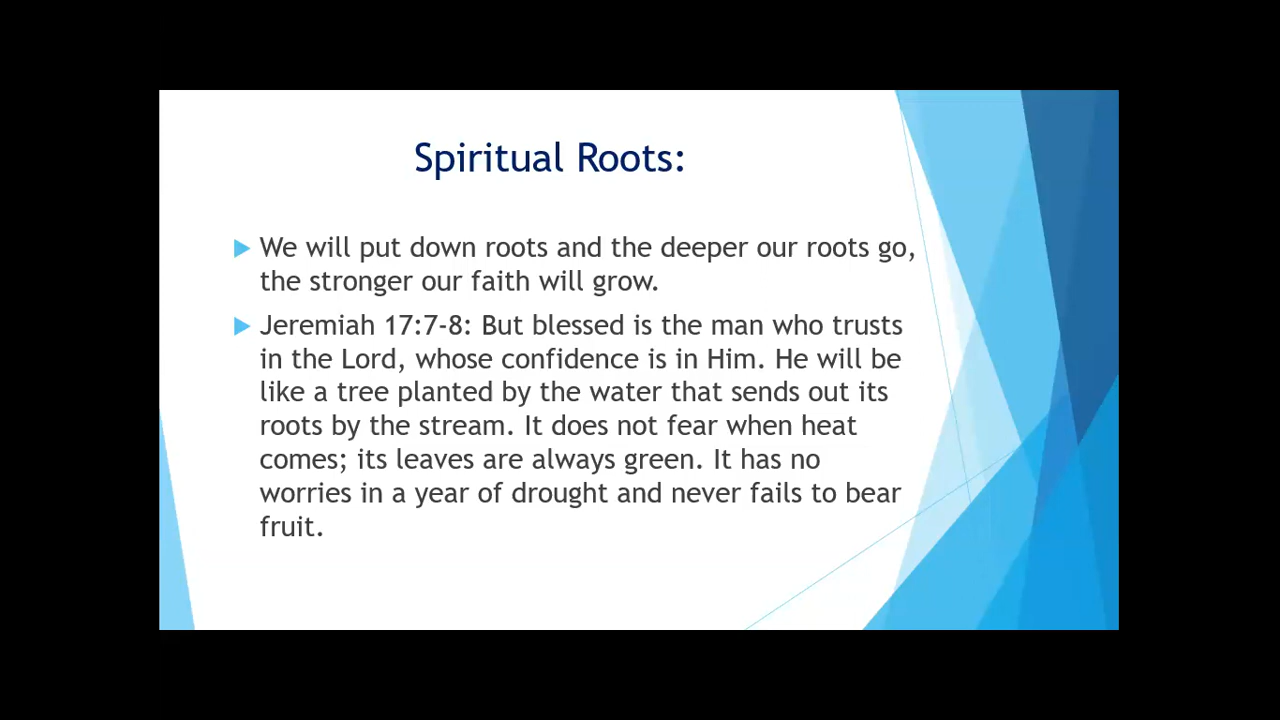 Spiritual Roots:
We will put down roots and the deeper our roots go,
the stronger our faith will grow.
Jeremiah 17:7-8: But blessed is the man who trusts
in the Lord, whose confidence is in Him. He will be
like a tree planted by the water that sends out its
roots by the stream. It does not fear when heat
comes; its leaves are always green. It has no
worries in a year of drought and never fails to bear
fruit.